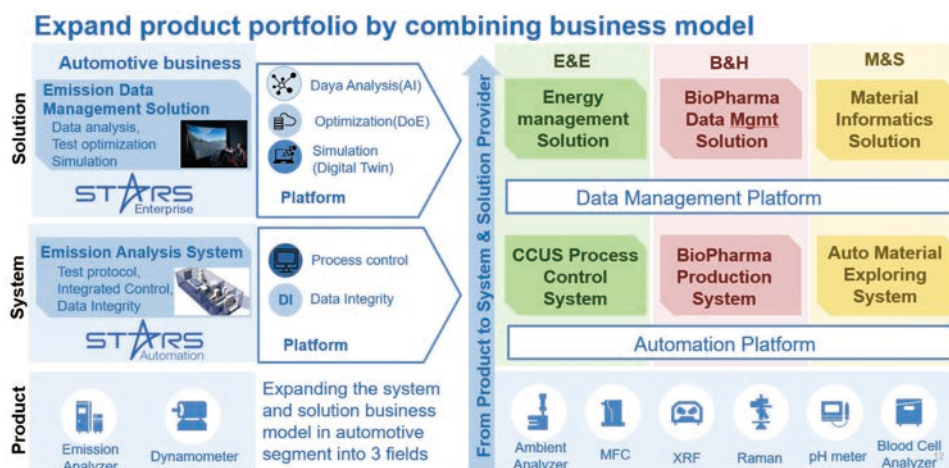 Expand product portfolio by combining business model
Solution
Automotive business
Emission Data
Management Solution
Data analysis,
Test optimization
Simulation
STARS
Enterprise
Daya Analysis(AI)
Optimization(DoE)
Simulation
(Digital Twin)
Platform
System
Emission Analysis System
Test protocol,
Integrated Control,
Data Integrity
STARS
Automation
Process control
DI
Data Integrity
Platform
Product
Emission
Analyzer
Dynamometer
Expanding the system
and solution business
model in automotive
segment into 3 fields
From Product to System & Solution Provider
E&E
B&H
M&S
Energy
management
Solution
BioPharma
Data Mgmt
Solution
Material
Informatics
Solution
Data Management Platform
CCUS Process
Control
System
BioPharma
Production
System
Auto Material
Exploring
System
Automation Platform
Ambient
Analyzer
MFC
XRF
Raman
pH meter
Blood Cell
Analyzer
12